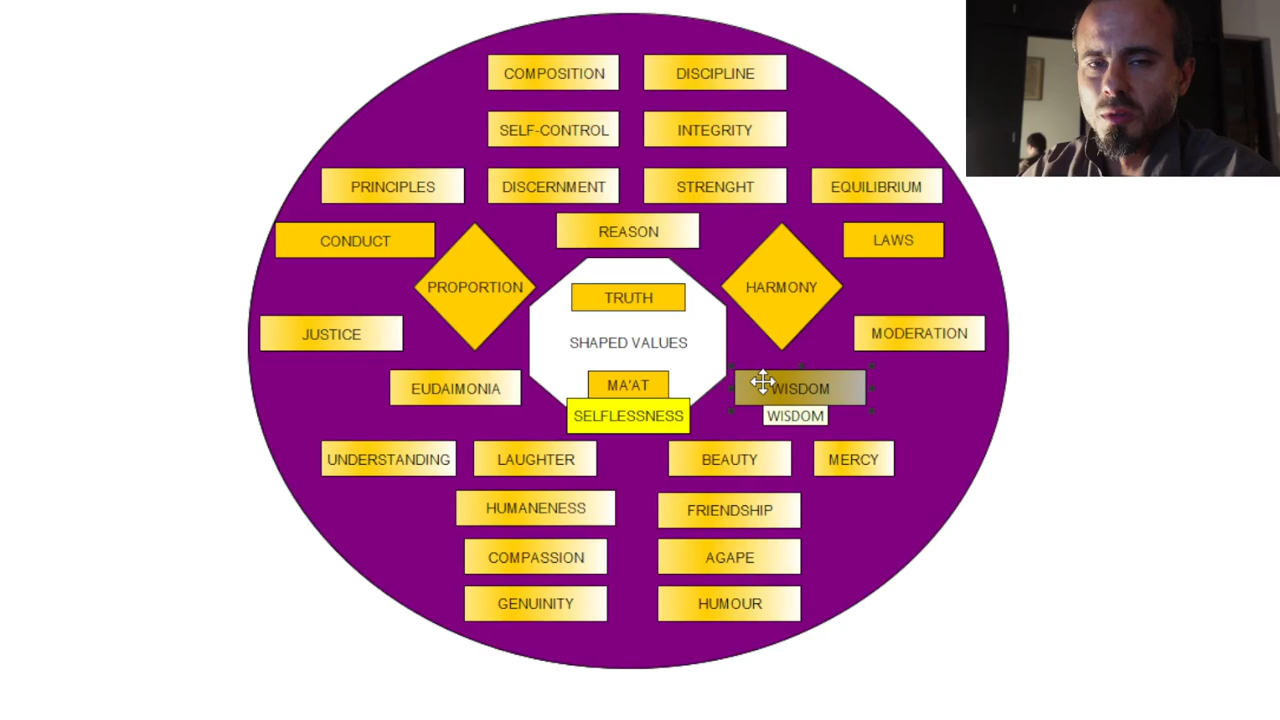 COMPOSITION
DISCIPLINE
SELF-CONTROL
INTEGRITY
PRINCIPLES
DISCERNMENT
STRENGHT
EQUILIBRIUM
REASON
CONDUCT
LAWS
PROPORTION
HARMONY
TRUTH
JUSTICE
SHAPED VALUES
MODERATION
EUDAIMONIA
MA'AT
WISDOM
SELFLESSNESS
WISDOM
UNDERSTANDING
LAUGHTER
BEAUTY
MERCY
HUMANENESS
FRIENDSHIP
COMPASSION
AGAPE
GENUINITY
HUMOUR